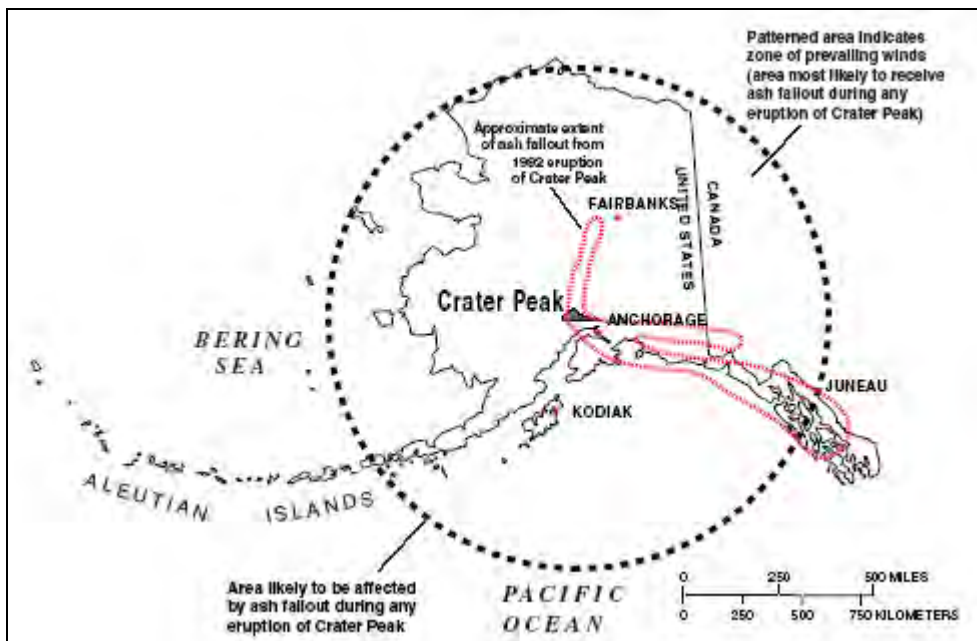 Patterned area indicates
zone of prevailing winds
(area most likely to receive
ash fallout during any
eruption of Crater Peak)
Approximate extent
of ash fallout from
1992 eruption
of Crater Peak
FAIRBANKS
UNITED STATES
CANADA
Crater Peak
ANCHORAGE
BERING
SEA
JUNEAU
KODIAK
ALEUTIAN ISLANDS
Area likely to be affected
by ash fallout during any
eruption of Crater Peak
PACIFIC
OCEAN
0 250 500 MILES
0 250 500 750 KILOMETERS